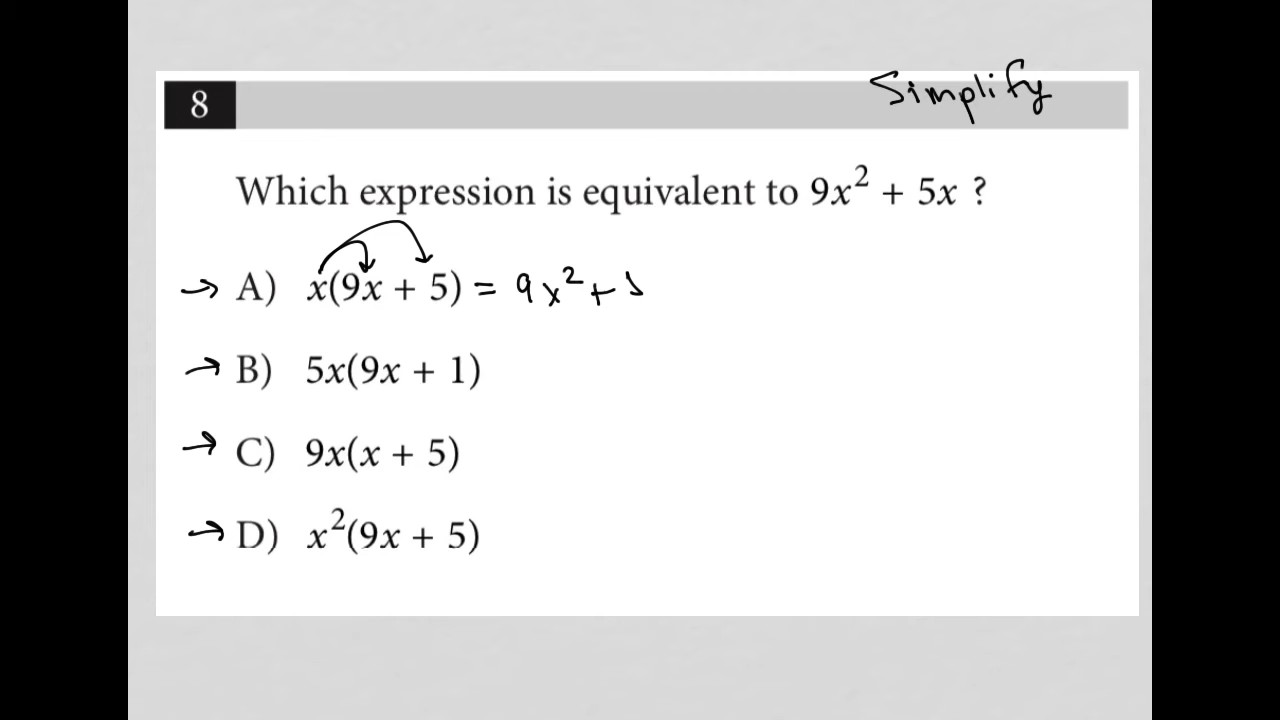 Simplify
8
Which expression is equivalent to 9x² + 5x ?
A) x(9x + 5) = 9x² +
B) 5x(9x + 1)
C) 9x(x + 5)
D) x²(9x + 5)